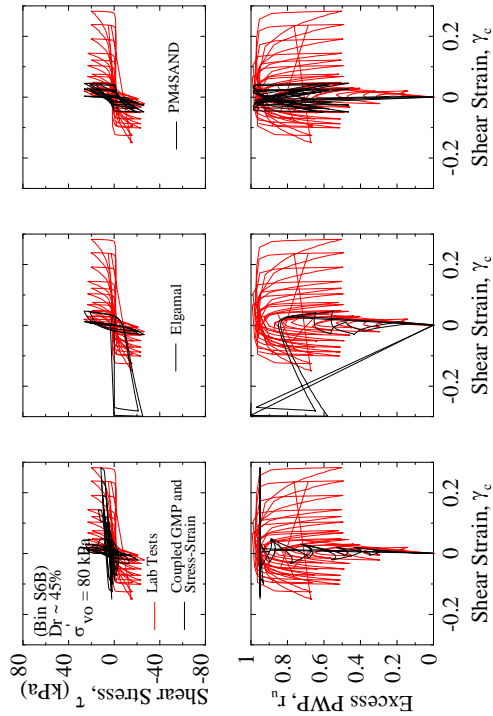 80
40
0
-40
-80
Shear Stress, τ
(kPa)
(Bin S6B)
Dr ~ 45%
σ'vo = 80 kPa
Lab Tests
Coupled GMP and
Stress-Strain
Elgamal
PM4SAND
1
0.8
0.6
0.4
0.2
0
Excess PWP, ru
-0.2
0
0.2
Shear Strain, γc
-0.2
0
0.2
Shear Strain, γc
-0.2
0
0.2
Shear Strain, γc